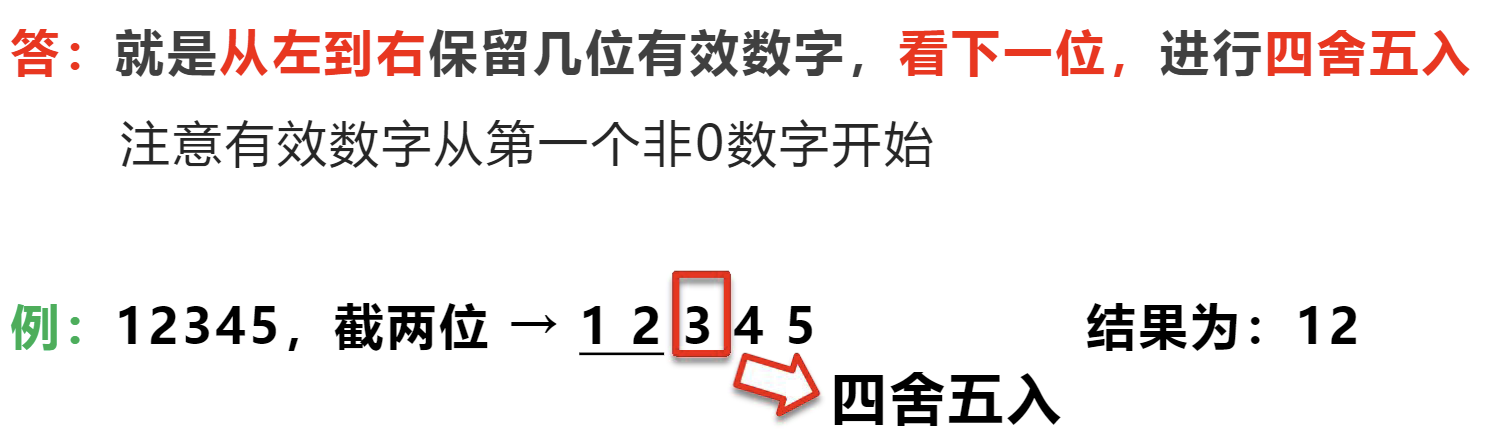 答：就是从左到右保留几位有效数字，看下一位，进行四舍五入
注意有效数字从第一个非0数字开始
例：12345，截两位 → 1 2 3 4 5 结果为：12
四舍五入